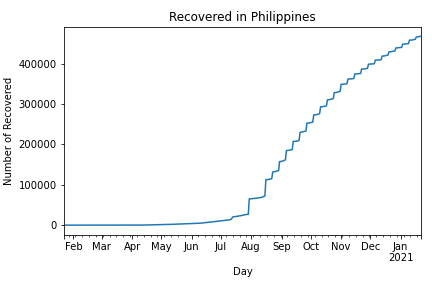 Recovered in Philippines
Number of Recovered
400000
300000
200000
100000
0
Feb Mar Apr May Jun Jul Aug Sep Oct Nov Dec Jan
2021
Day